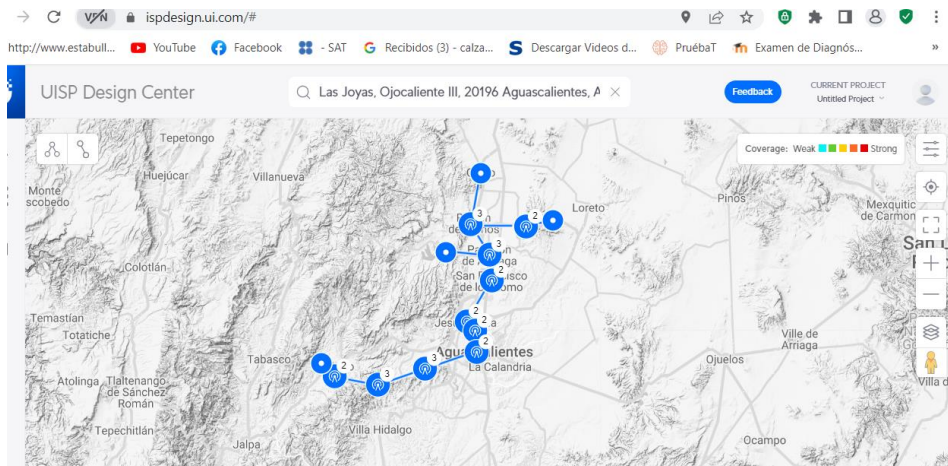 VPN ispdesign.ui.com/#
http://www.estabull... YouTube Facebook - SAT Recibidos (3) - calza... Descargar Videos d... PruébaT Examen de Diagnós... »
UISP Design Center
Las Joyas, Ojocaliente III, 20196 Aguascalientes, A ×
Feedback
CURRENT PROJECT
Untitled Project
Coverage: Weak Strong
Tepetongo
Huejúcar
Villanueva
Monte
scobedo
Loreto
Pinos
Mexquitic
de Carmon
San
3
2
3
2
San
Colotlán
Temastian
Totatiche
2
2
2
Aguascalientes
La Calandria
Ville de
Arriaga
Ojuelos
Tabasco
2
3
3
Atolinga
Tlaltenango
de Sánchez
Román
Villa d
Tepechitlán
Jalpa
Villa Hidalgo
Ocampo